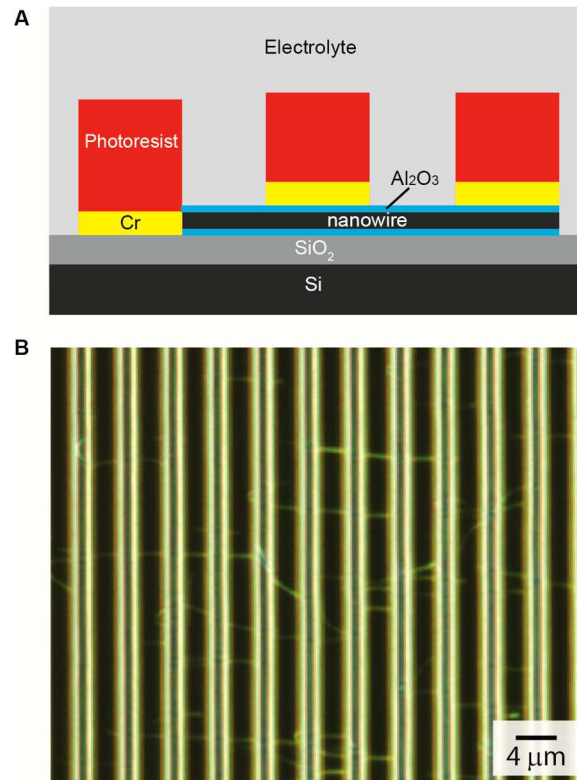 A
Electrolyte
Photoresist
Al₂O₃
Cr
nanowire
SiO₂
Si
B
4 μm